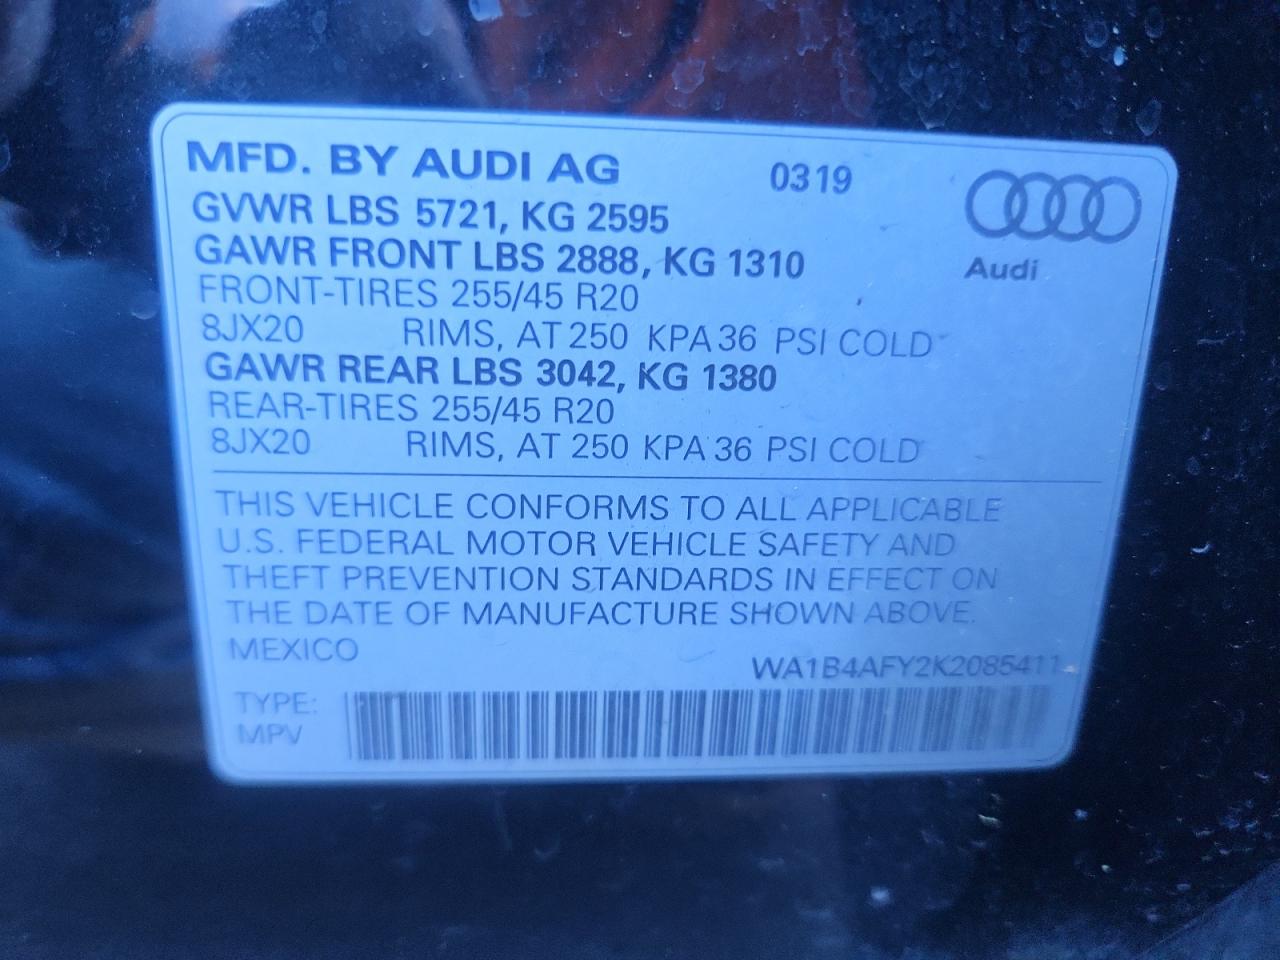 MFD. BY AUDI AG 0319
GVWR LBS 5721, KG 2595
GAWR FRONT LBS 2888, KG 1310
Audi
FRONT-TIRES 255/45 R20
8JX20 RIMS, AT 250 KPA 36 PSI COLD
GAWR REAR LBS 3042, KG 1380
REAR-TIRES 255/45 R20
8JX20 RIMS, AT 250 KPA 36 PSI COLD
THIS VEHICLE CONFORMS TO ALL APPLICABLE
U.S. FEDERAL MOTOR VEHICLE SAFETY AND
THEFT PREVENTION STANDARDS IN EFFECT ON
THE DATE OF MANUFACTURE SHOWN ABOVE.
MEXICO
WA1B4AFY2K2085411
TYPE:
MPV